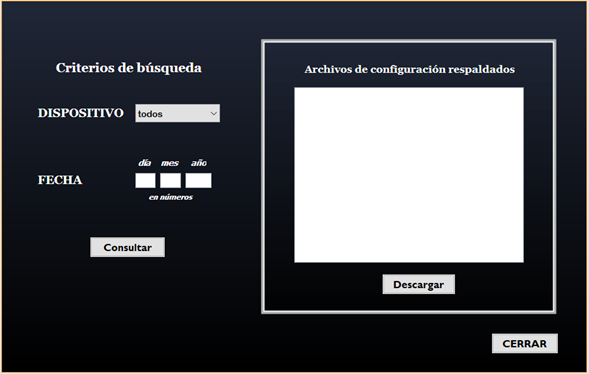 Criterios de búsqueda
DISPOSITIVO todos
día mes año
FECHA
en números
Consultar
Archivos de configuración respaldados
Descargar
CERRAR